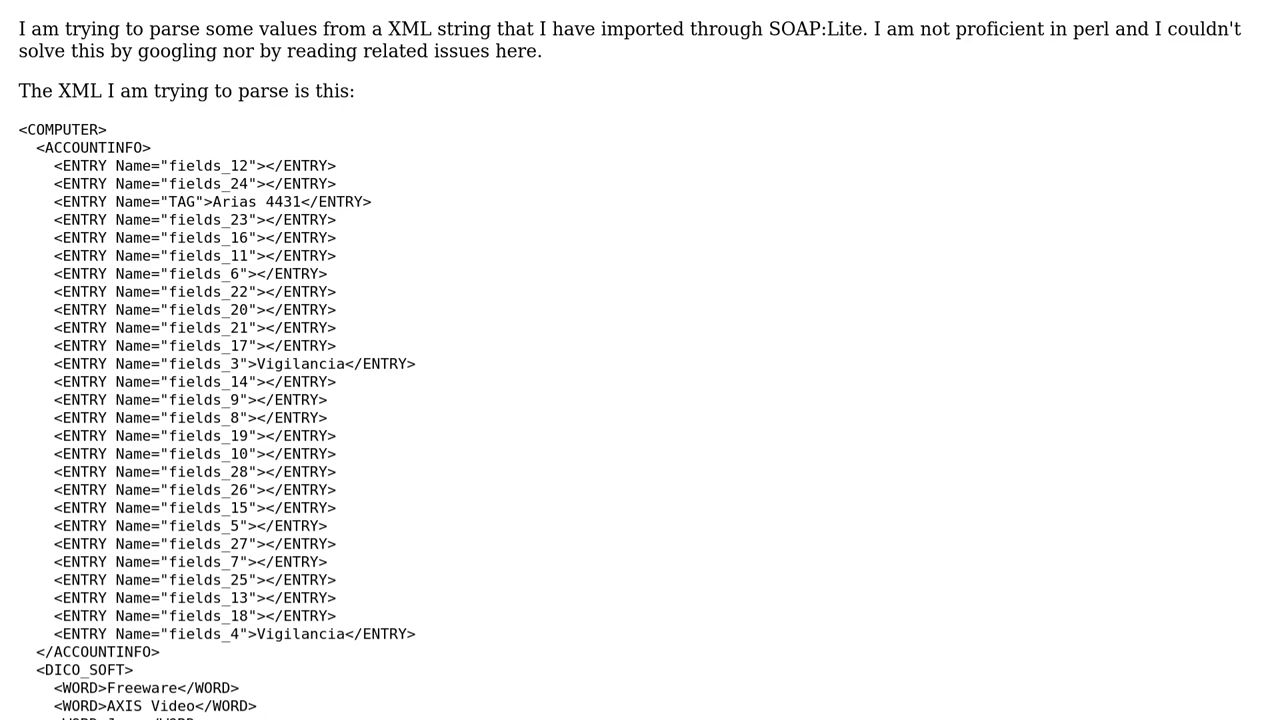 I am trying to parse some values from a XML string that I have imported through SOAP:Lite. I am not proficient in perl and I couldn't
solve this by googling nor by reading related issues here.
The XML I am trying to parse is this:
<COMPUTER>
  <ACCOUNTINFO>
    <ENTRY Name="fields_12"></ENTRY>
    <ENTRY Name="fields_24"></ENTRY>
    <ENTRY Name="TAG">Arias 4431</ENTRY>
    <ENTRY Name="fields_23"></ENTRY>
    <ENTRY Name="fields_16"></ENTRY>
    <ENTRY Name="fields_11"></ENTRY>
    <ENTRY Name="fields_6"></ENTRY>
    <ENTRY Name="fields_22"></ENTRY>
    <ENTRY Name="fields_20"></ENTRY>
    <ENTRY Name="fields_21"></ENTRY>
    <ENTRY Name="fields_17"></ENTRY>
    <ENTRY Name="fields_3">Vigilancia</ENTRY>
    <ENTRY Name="fields_14"></ENTRY>
    <ENTRY Name="fields_9"></ENTRY>
    <ENTRY Name="fields_8"></ENTRY>
    <ENTRY Name="fields_19"></ENTRY>
    <ENTRY Name="fields_10"></ENTRY>
    <ENTRY Name="fields_28"></ENTRY>
    <ENTRY Name="fields_26"></ENTRY>
    <ENTRY Name="fields_15"></ENTRY>
    <ENTRY Name="fields_5"></ENTRY>
    <ENTRY Name="fields_27"></ENTRY>
    <ENTRY Name="fields_7"></ENTRY>
    <ENTRY Name="fields_25"></ENTRY>
    <ENTRY Name="fields_13"></ENTRY>
    <ENTRY Name="fields_18"></ENTRY>
    <ENTRY Name="fields_4">Vigilancia</ENTRY>
  </ACCOUNTINFO>
  <DICO_SOFT>
    <WORD>Freeware</WORD>
    <WORD>AXIS Video</WORD>